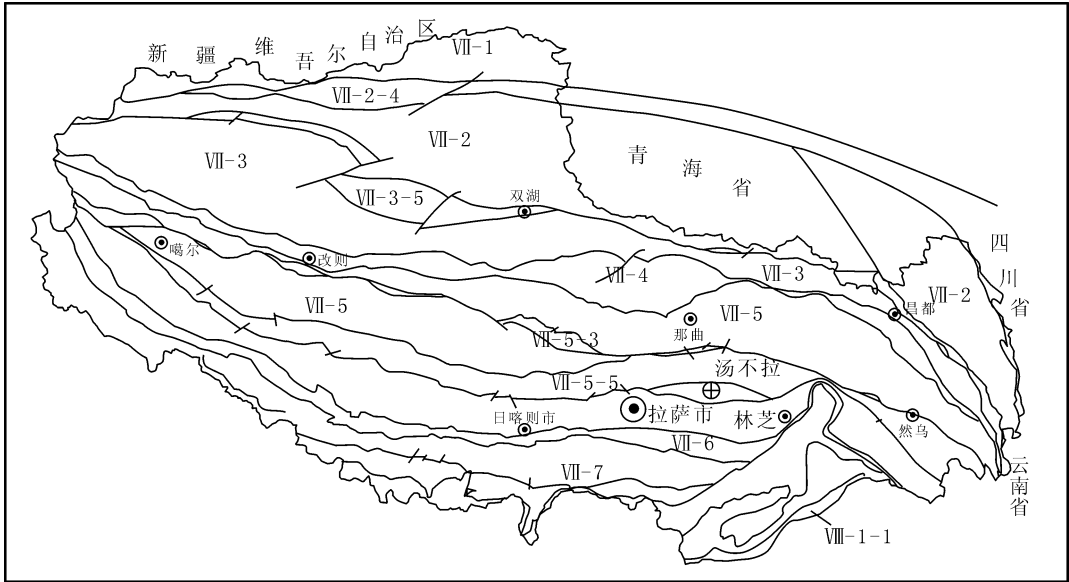 新疆维吾尔自治区
Ⅶ-1
Ⅶ-2-4
Ⅶ-2
Ⅶ-3
青海省
Ⅶ-3-5
双湖
四川省
噶尔
改则
Ⅶ-4
Ⅶ-3
Ⅶ-2
Ⅶ-5
Ⅶ-5
昌都
那曲
Ⅶ-5-3
汤不拉
Ⅶ-5-5
拉萨市
林芝
日喀则市
然乌
Ⅶ-6
Ⅶ-7
云南省
Ⅷ-1-1